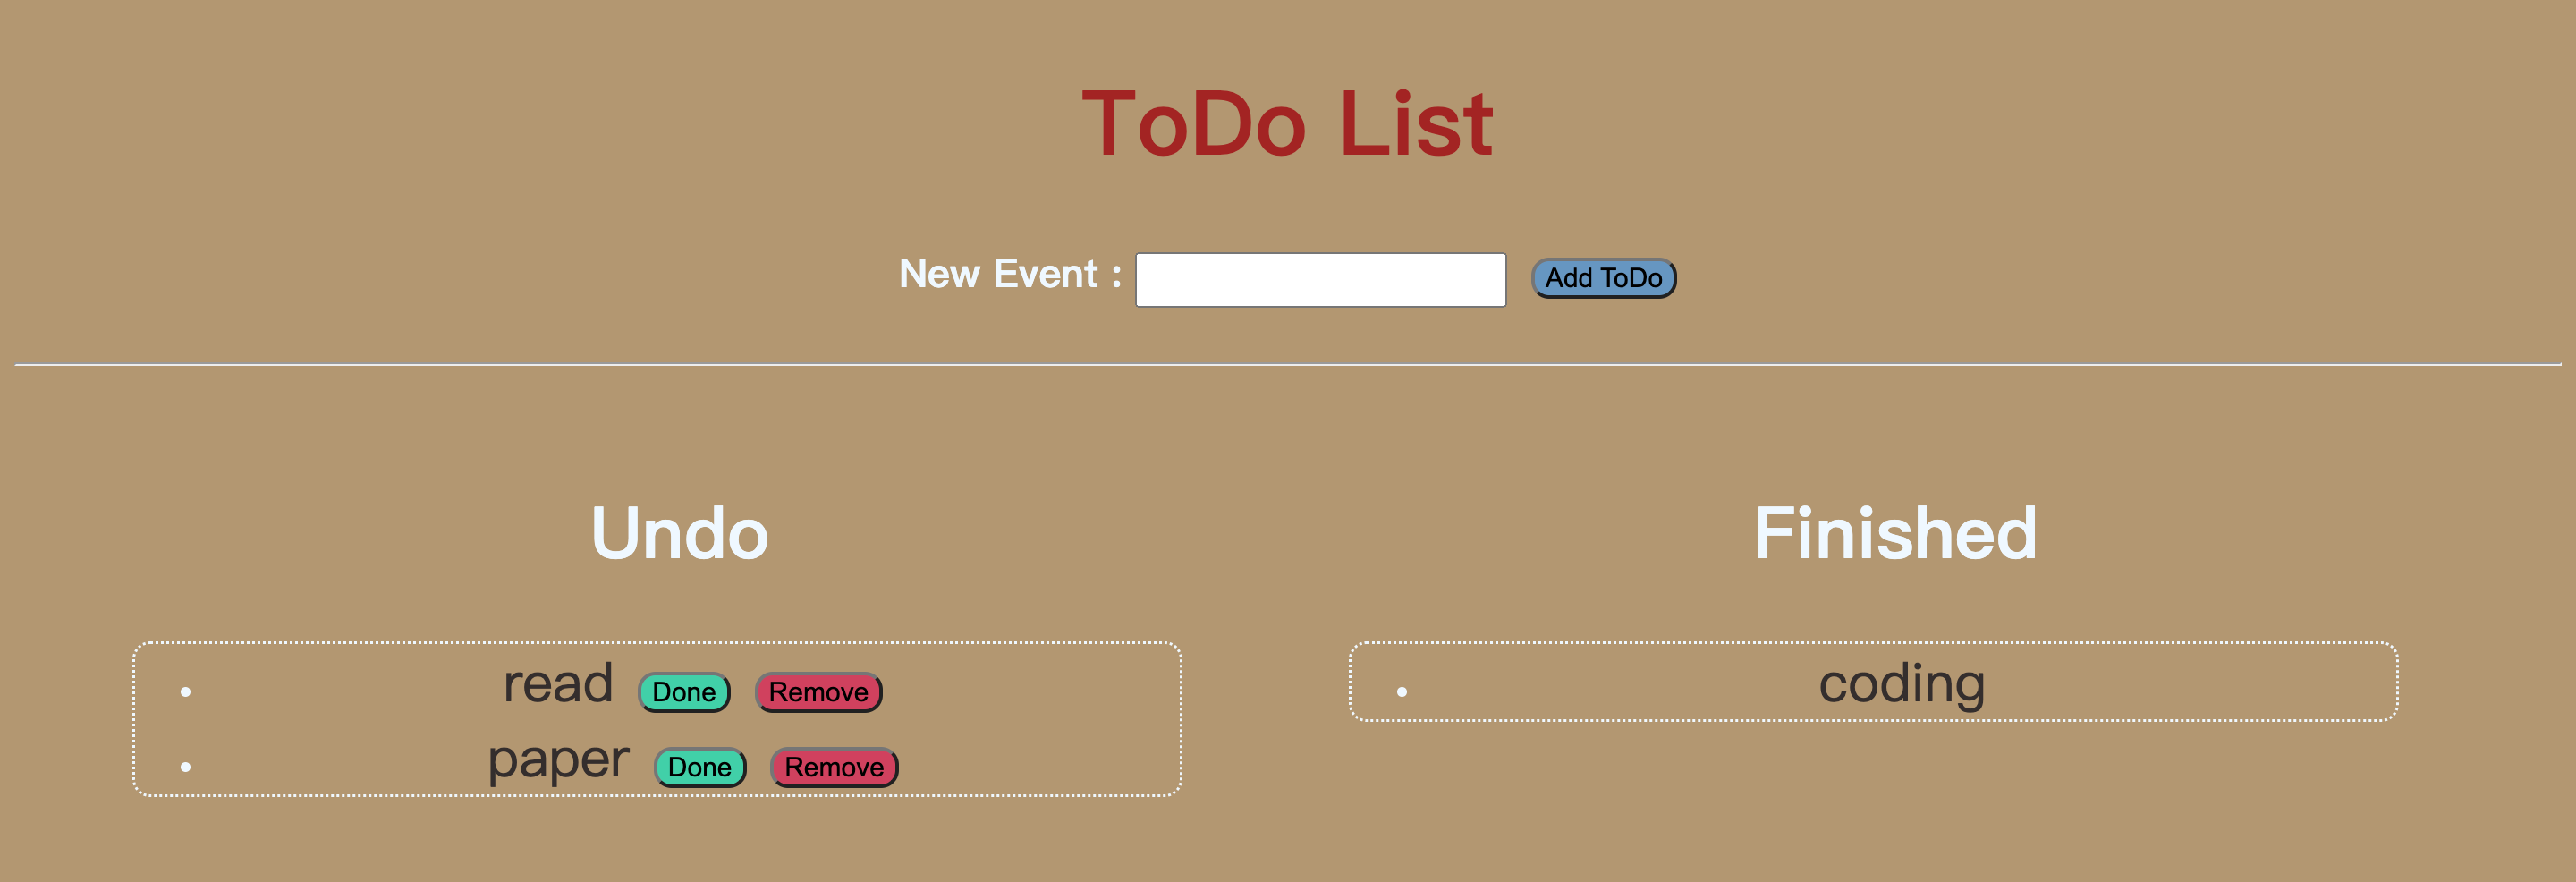 ToDo List
New Event : Add ToDo
Undo
read Done Remove
paper Done Remove
Finished
coding